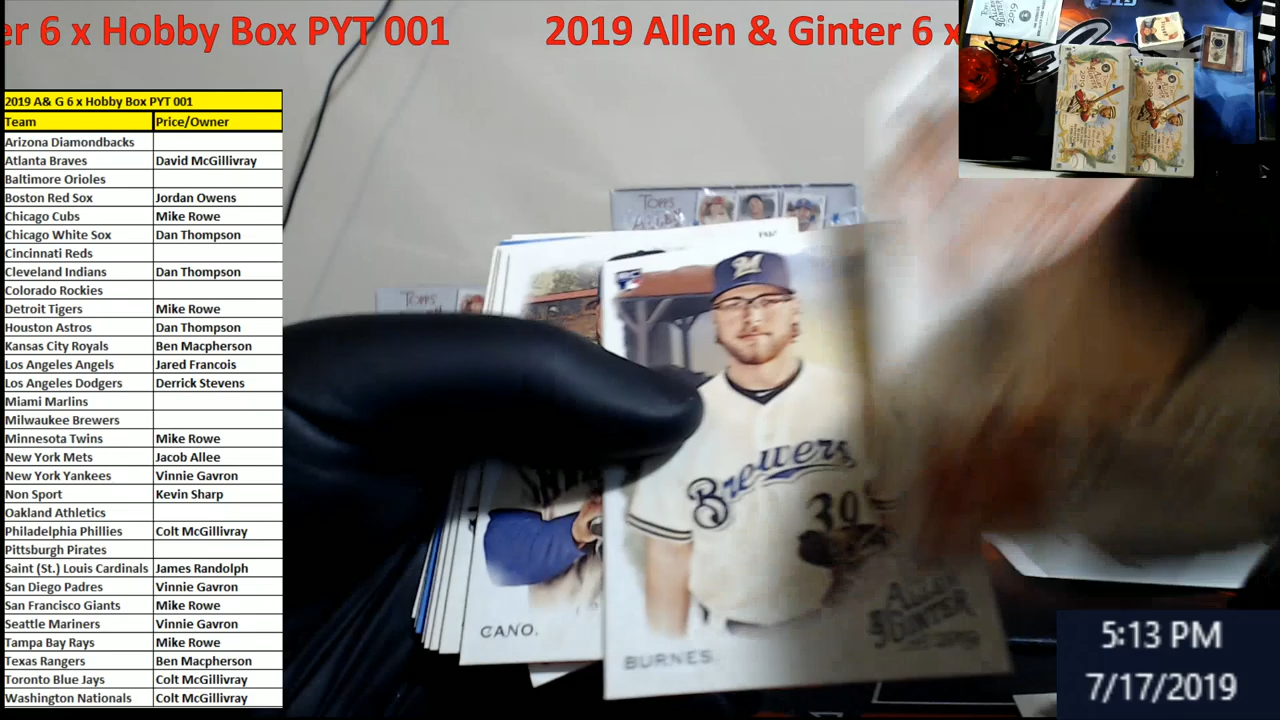 er 6 x Hobby Box PYT 001 2019 Allen & Ginter 6 x
2019 A& G 6 x Hobby Box PYT 001
Team Price/Owner
Arizona Diamondbacks
Atlanta Braves David McGillivray
Baltimore Orioles
Boston Red Sox Jordan Owens
Chicago Cubs Mike Rowe
Chicago White Sox Dan Thompson
Cincinnati Reds
Cleveland Indians Dan Thompson
Colorado Rockies
Detroit Tigers Mike Rowe
Houston Astros Dan Thompson
Kansas City Royals Ben Macpherson
Los Angeles Angels Jared Francois
Los Angeles Dodgers Derrick Stevens
Miami Marlins
Milwaukee Brewers
Minnesota Twins Mike Rowe
New York Mets Jacob Allee
New York Yankees Vinnie Gavron
Non Sport Kevin Sharp
Oakland Athletics
Philadelphia Phillies Colt McGillivray
Pittsburgh Pirates
Saint (St.) Louis Cardinals James Randolph
San Diego Padres Vinnie Gavron
San Francisco Giants Mike Rowe
Seattle Mariners Vinnie Gavron
Tampa Bay Rays Mike Rowe
Texas Rangers Ben Macpherson
Toronto Blue Jays Colt McGillivray
Washington Nationals Colt McGillivray
TOPPS
TOPPS
RC
M
Brewers
39
ALLEN
& GINTER
CANO.
BURNES.
5:13 PM
7/17/2019